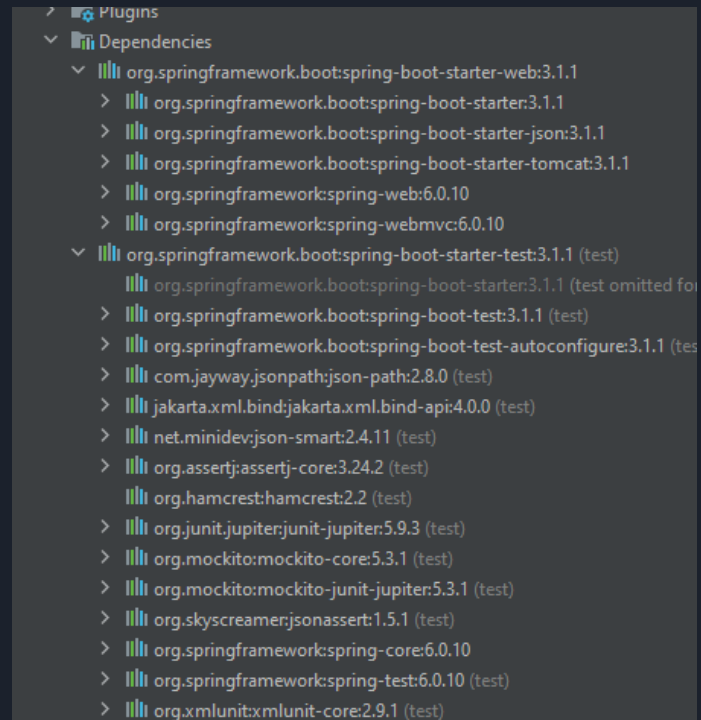 Plugins
Dependencies
org.springframework.boot:spring-boot-starter-web:3.1.1
org.springframework.boot:spring-boot-starter:3.1.1
org.springframework.boot:spring-boot-starter-json:3.1.1
org.springframework.boot:spring-boot-starter-tomcat:3.1.1
org.springframework:spring-web:6.0.10
org.springframework:spring-webmvc:6.0.10
org.springframework.boot:spring-boot-starter-test:3.1.1 (test)
org.springframework.boot:spring-boot-starter:3.1.1 (test omitted for
org.springframework.boot:spring-boot-test:3.1.1 (test)
org.springframework.boot:spring-boot-test-autoconfigure:3.1.1 (tes
com.jayway.jsonpath:json-path:2.8.0 (test)
jakarta.xml.bind:jakarta.xml.bind-api:4.0.0 (test)
net.minidev:json-smart:2.4.11 (test)
org.assertj:assertj-core:3.24.2 (test)
org.hamcrest:hamcrest:2.2 (test)
org.junit.jupiter:junit-jupiter:5.9.3 (test)
org.mockito:mockito-core:5.3.1 (test)
org.mockito:mockito-junit-jupiter:5.3.1 (test)
org.skyscreamer:jsonassert:1.5.1 (test)
org.springframework:spring-core:6.0.10
org.springframework:spring-test:6.0.10 (test)
org.xmlunit:xmlunit-core:2.9.1 (test)